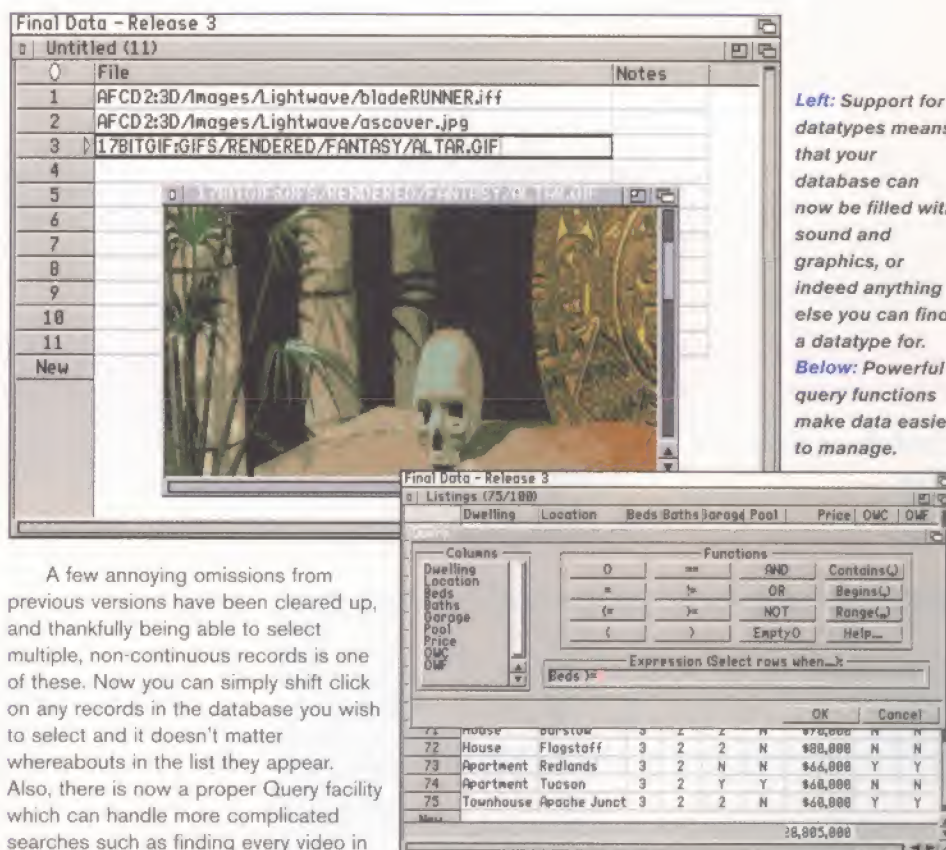 Final Data - Release 3
Untitled (11)
0 File Notes
1 AFCD2:3D/Images/Lightwave/bladeRUNNER.iff
2 AFCD2:3D/Images/Lightwave/ascover.jpg
3 17BITGIF:GIFS/RENDERED/FANTASY/ALTAR.GIF
4
5
6
7
8
9
10
11
New
Left: Support for
datatypes means
that your
database can
now be filled with
sound and
graphics, or
indeed anything
else you can find
a datatype for.
Below: Powerful
query functions
make data easier
to manage.
A few annoying omissions from
previous versions have been cleared up,
and thankfully being able to select
multiple, non-continuous records is one
of these. Now you can simply shift click
on any records in the database you wish
to select and it doesn't matter
whereabouts in the list they appear.
Also, there is now a proper Query facility
which can handle more complicated
searches such as finding every video in
Final Data - Release 3
Listings (75/100)
Dwelling Location Beds Baths Garage Pool Price OWC OWF
Columns
Dwelling
Location
Beds
Baths
Garage
Pool
Price
OWC
OWF
Functions
== AND Contains(,)
= != OR Begins(,)
<= >= NOT Range(,,)
( ) Empty() Help...
Expression (Select rows when...):
Beds >=
OK Cancel
71 House Barstow 3 2 2 N N N
72 House Flagstaff 3 2 2 N $80,000 N N
73 Apartment Redlands 3 2 N N $66,000 Y Y
74 Apartment Tucson 3 2 Y Y $60,000 N N
75 Townhouse Apache Junct 3 2 2 N $60,000 Y Y
New